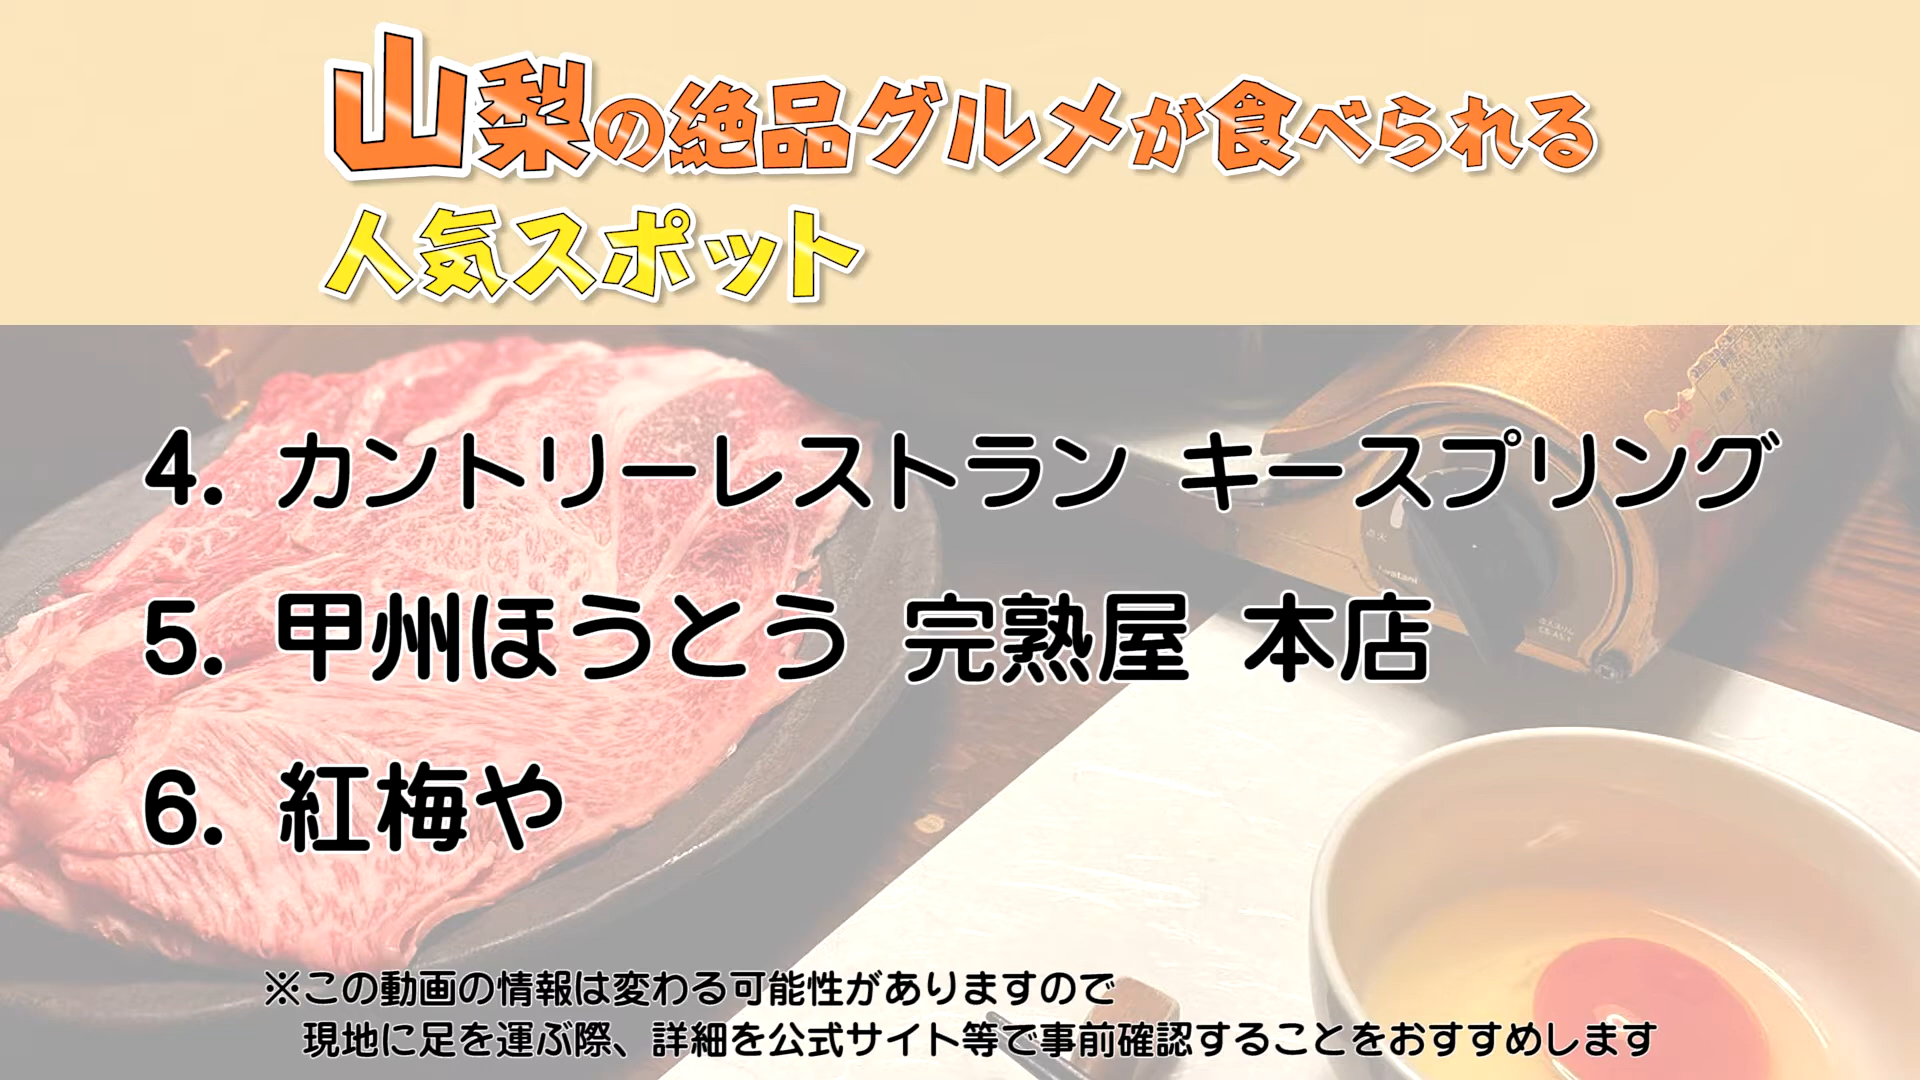 山梨の絶品グルメが食べられる
人気スポット
4. カントリーレストラン キースプリング
5. 甲州ほうとう 完熟屋 本店
6. 紅梅や
※この動画の情報は変わる可能性がありますので
現地に足を運ぶ際、詳細を公式サイト等で事前確認することをおすすめします